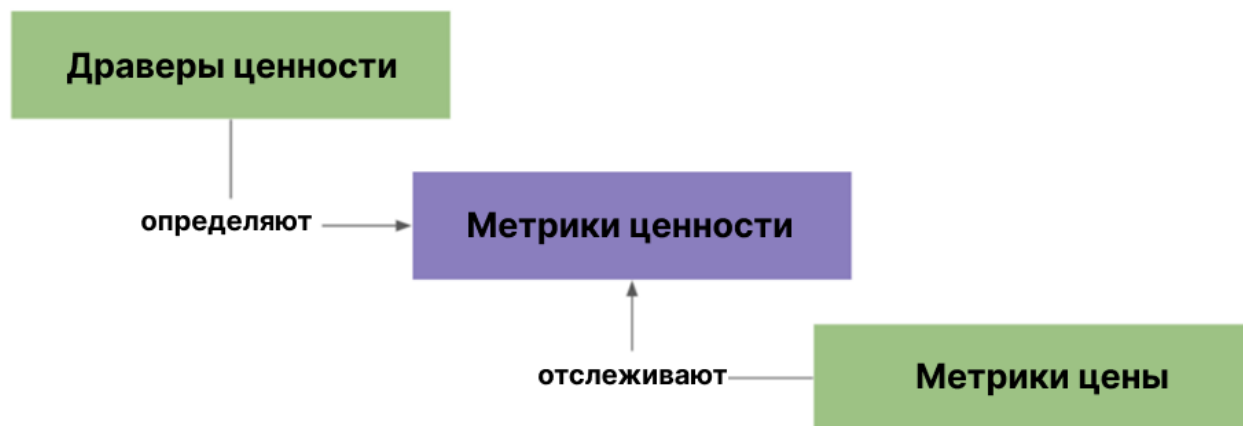 Драверы ценности
определяют
Метрики ценности
отслеживают
Метрики цены